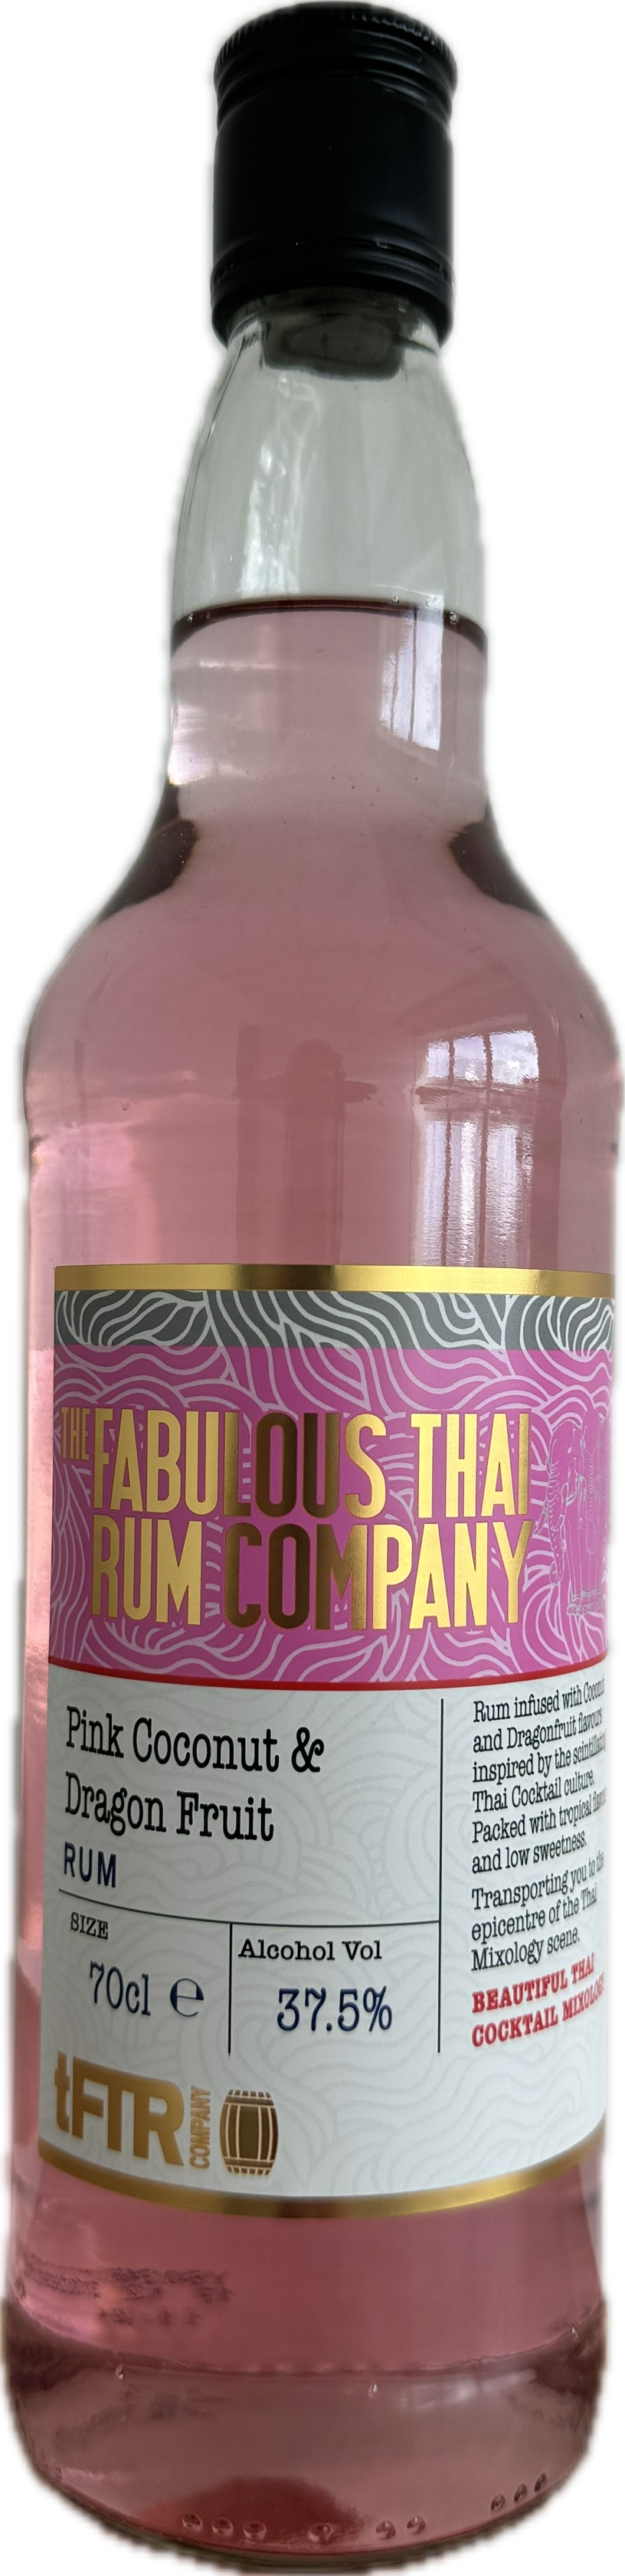 THE FABULOUS THAI
RUM COMPANY
Pink Coconut &
Dragon Fruit
RUM
SIZE
70cl ℮
Alcohol Vol
37.5%
Rum infused with
and Dragonfruit
inspired by the
Thai Cocktail culture.
Packed with tropical
and low sweetness.
Transporting you to the
epicentre of the Thai
Mixology scene.
BEAUTIFUL THAI
COCKTAIL
tFTR
COMPANY